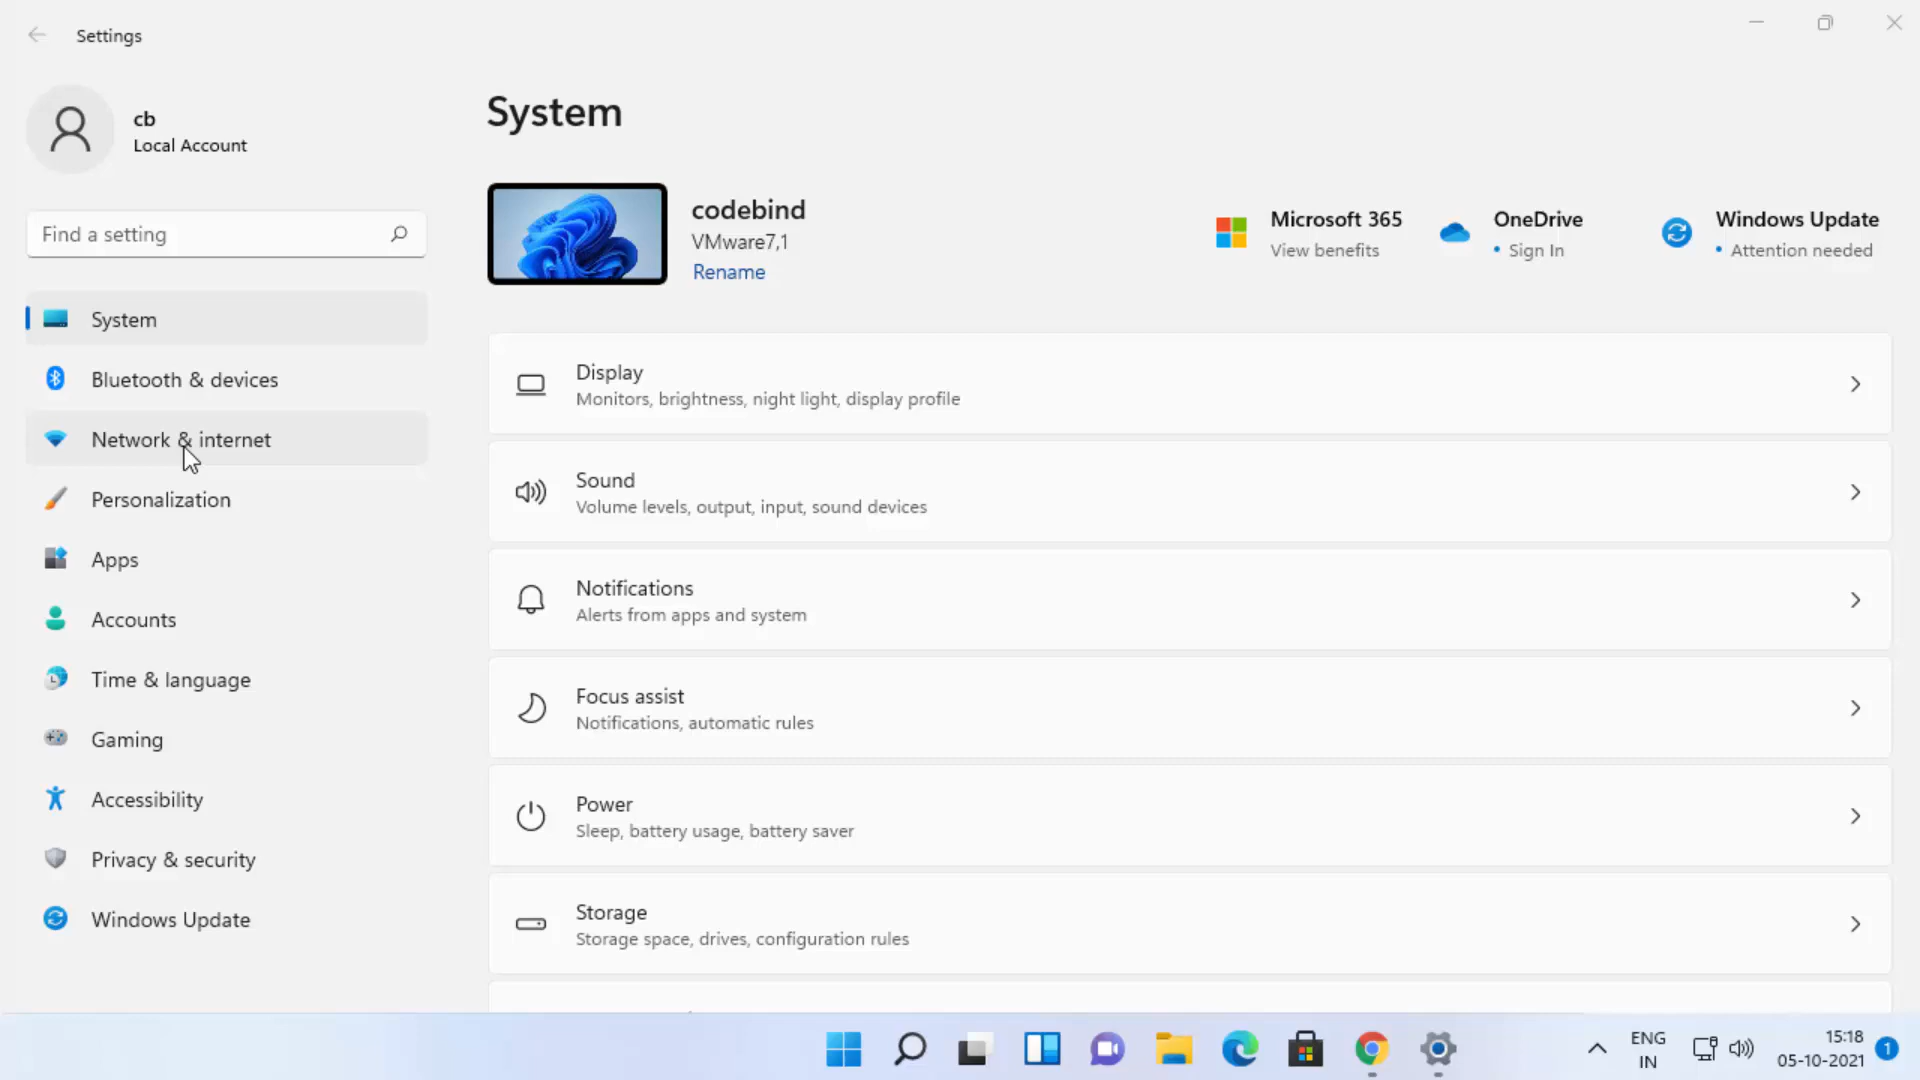 Settings
cb
Local Account
Find a setting
System
Bluetooth & devices
Network & internet
Personalization
Apps
Accounts
Time & language
Gaming
Accessibility
Privacy & security
Windows Update
System
codebind
VMware7,1
Rename
Microsoft 365
View benefits
OneDrive
• Sign In
Windows Update
• Attention needed
Display
Monitors, brightness, night light, display profile
Sound
Volume levels, output, input, sound devices
Notifications
Alerts from apps and system
Focus assist
Notifications, automatic rules
Power
Sleep, battery usage, battery saver
Storage
Storage space, drives, configuration rules
ENG
IN
15:18
05-10-2021
1